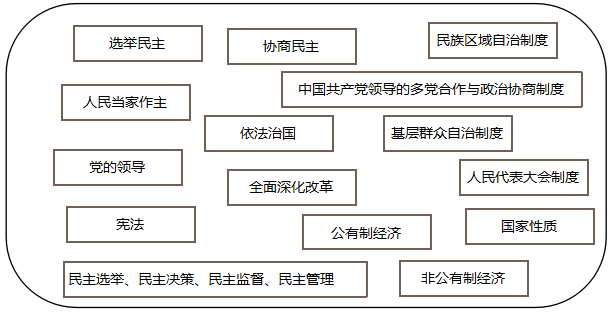 选举民主
协商民主
民族区域自治制度
人民当家作主
中国共产党领导的多党合作与政治协商制度
依法治国
基层群众自治制度
党的领导
全面深化改革
人民代表大会制度
宪法
公有制经济
国家性质
民主选举、民主决策、民主监督、民主管理
非公有制经济